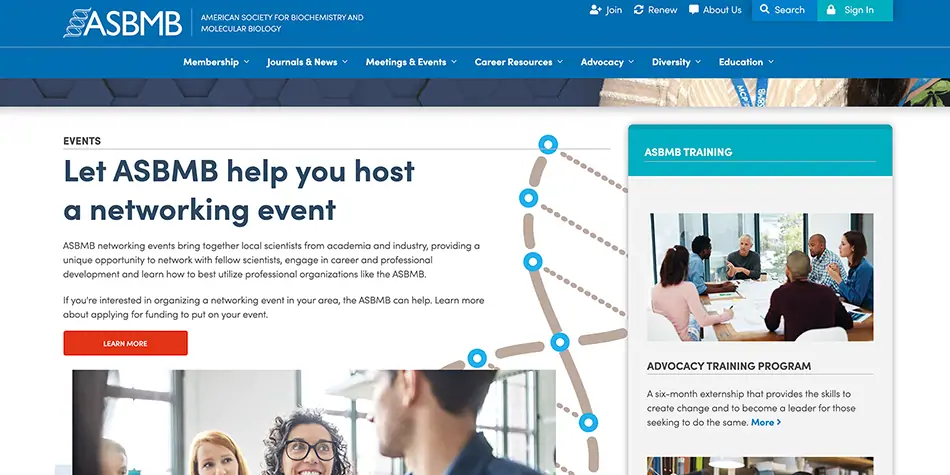 ASBMB
AMERICAN SOCIETY FOR BIOCHEMISTRY AND
MOLECULAR BIOLOGY
Join
Renew
About Us
Search
Sign In
Membership
Journals & News
Meetings & Events
Career Resources
Advocacy
Diversity
Education
MCP
ASBMB
EVENTS
Let ASBMB help you host
a networking event
ASBMB networking events bring together local scientists from academia and industry, providing a
unique opportunity to network with fellow scientists, engage in career and professional
development and learn how to best utilize professional organizations like the ASBMB.
If you're interested in organizing a networking event in your area, the ASBMB can help. Learn more
about applying for funding to put on your event.
LEARN MORE
ASBMB TRAINING
ADVOCACY TRAINING PROGRAM
A six-month externship that provides the skills to
create change and to become a leader for those
seeking to do the same. More